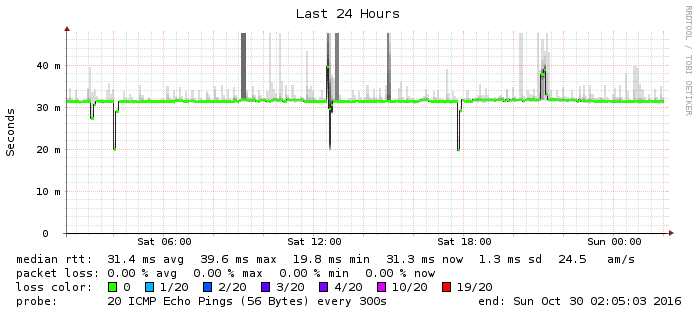 Last 24 Hours
RRDTOOL / TOBI OETIKER
Seconds
40 m
30 m
20 m
10 m
0
Sat 06:00 Sat 12:00 Sat 18:00 Sun 00:00
median rtt: 31.4 ms avg 39.6 ms max 19.8 ms min 31.3 ms now 1.3 ms sd 24.5 am/s
packet loss: 0.00 % avg 0.00 % max 0.00 % min 0.00 % now
loss color: 0 1/20 2/20 3/20 4/20 10/20 19/20
probe: 20 ICMP Echo Pings (56 Bytes) every 300s end: Sun Oct 30 02:05:03 2016